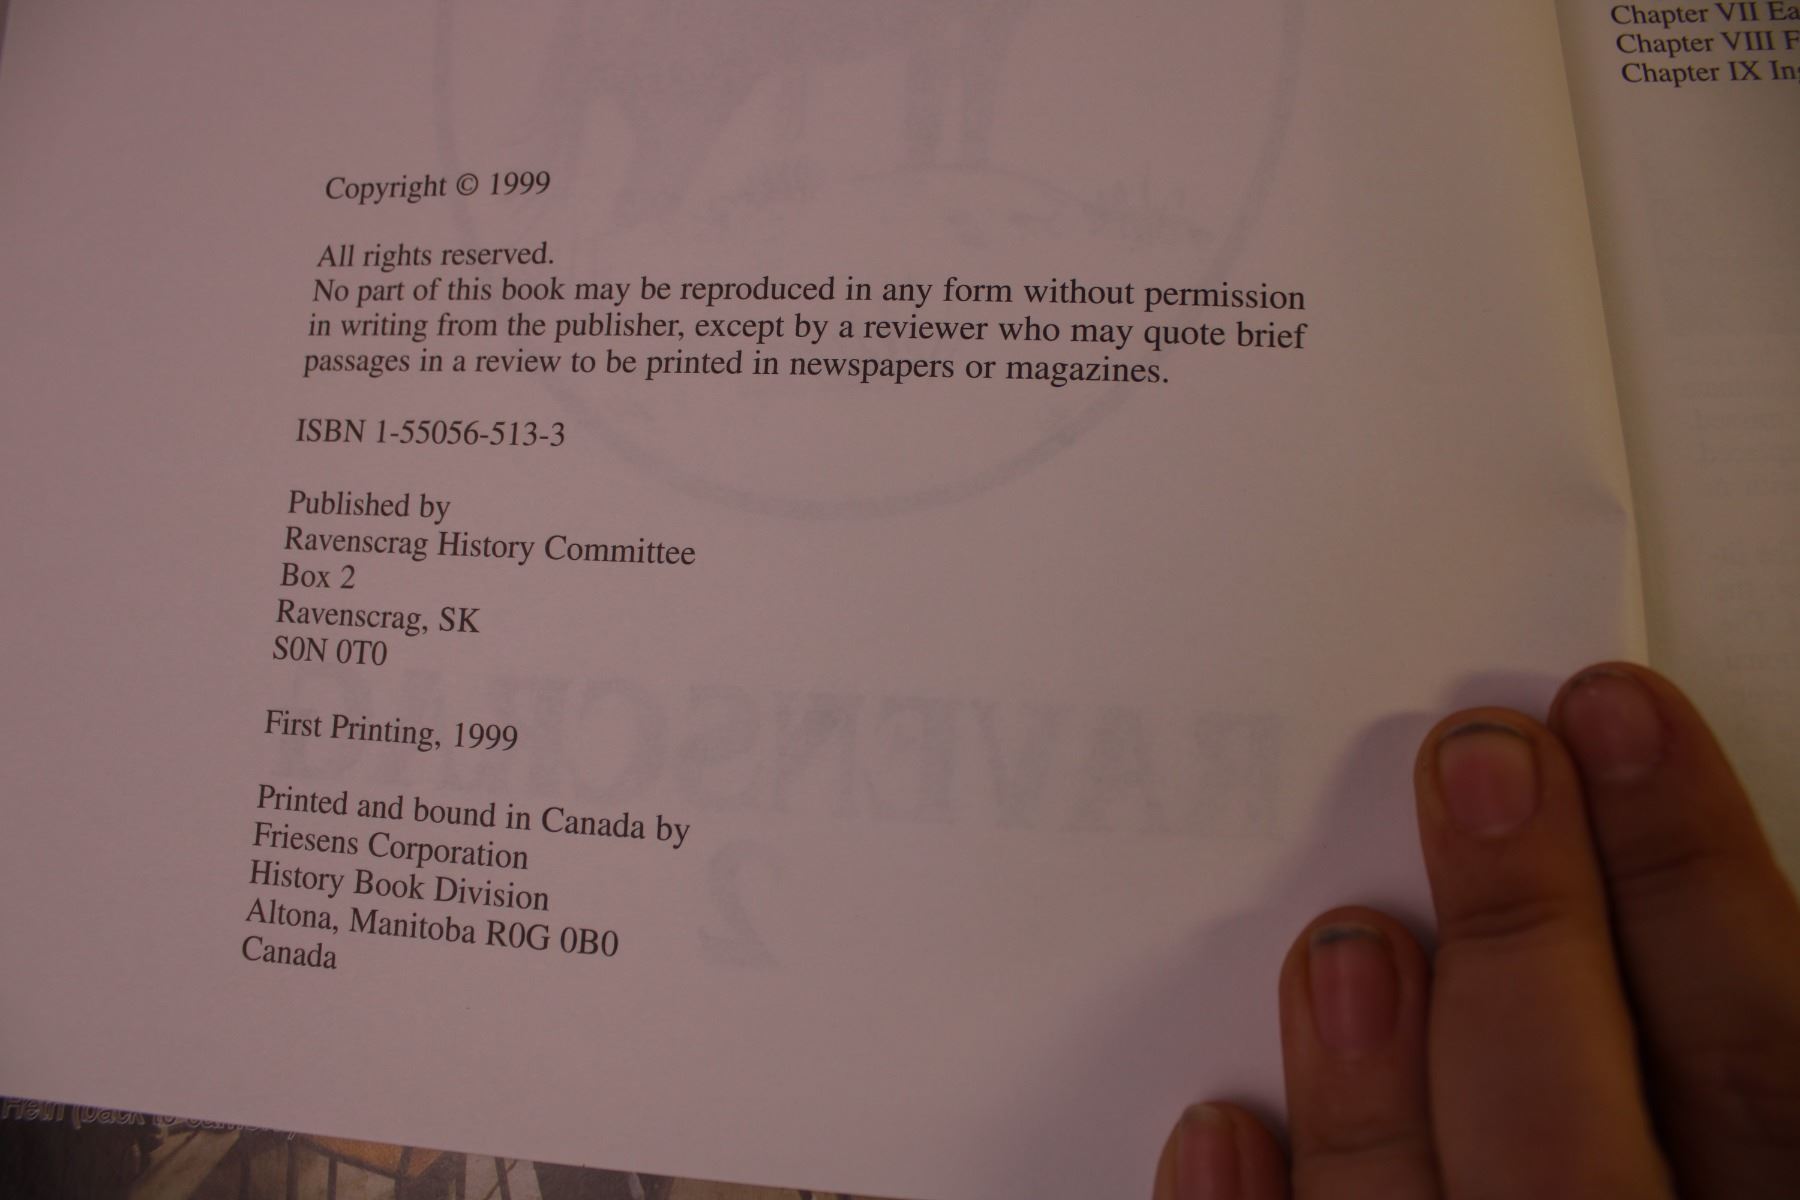 Copyright © 1999
All rights reserved.
No part of this book may be reproduced in any form without permission
in writing from the publisher, except by a reviewer who may quote brief
passages in a review to be printed in newspapers or magazines.
ISBN 1-55056-513-3
Published by
Ravenscrag History Committee
Box 2
Ravenscrag, SK
S0N 0T0
First Printing, 1999
Printed and bound in Canada by
Friesens Corporation
History Book Division
Altona, Manitoba R0G 0B0
Canada
RAVENSCRAG
2
Chapter VII
Chapter VIII
Chapter IX